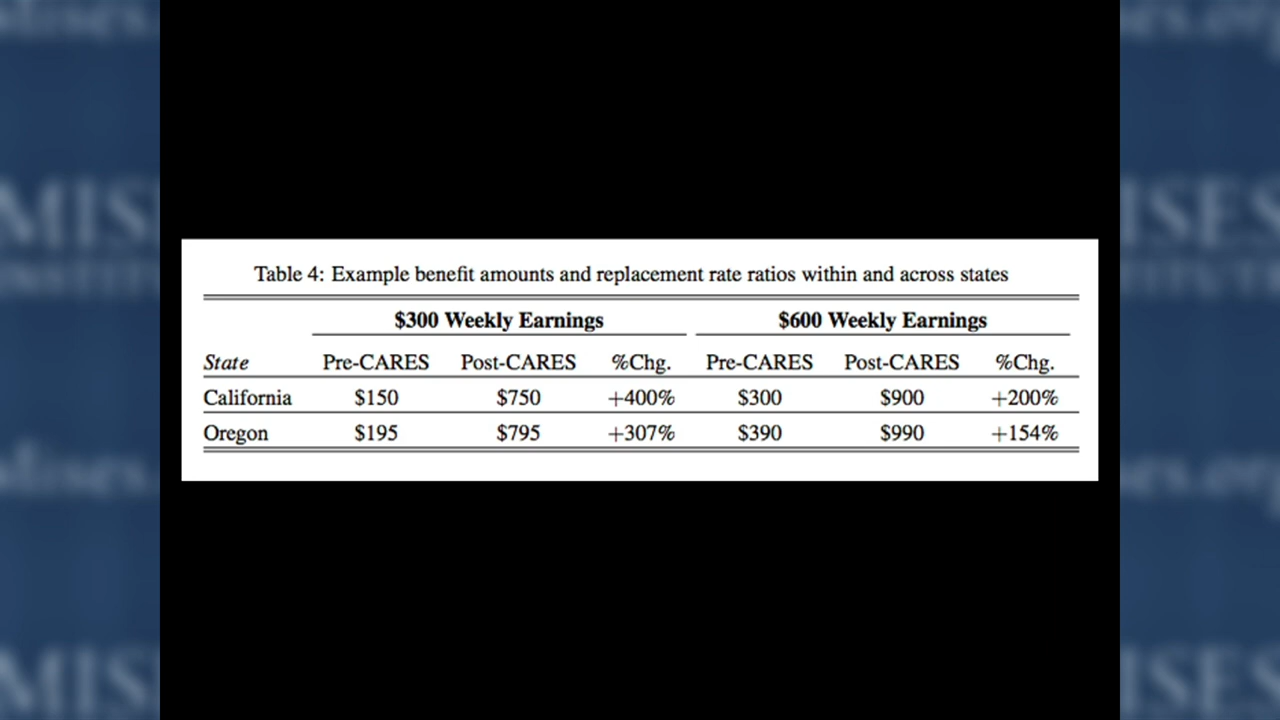 Table 4: Example benefit amounts and replacement rate ratios within and across states
$300 Weekly Earnings $600 Weekly Earnings
State Pre-CARES Post-CARES %Chg. Pre-CARES Post-CARES %Chg.
California $150 $750 +400% $300 $900 +200%
Oregon $195 $795 +307% $390 $990 +154%